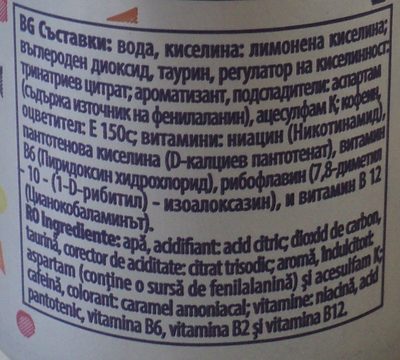 Бб Съставки: вода, киселина: лимонена киселина;
въглероден диоксид, таурин, регулатор на киселинност:
тринатриев цитрат; ароматизант, подсладители: аспартам
(съдържа източник на фенилаланин), ацесулфам К; кофеин,
оцветител: Е 150с; витамини: ниацин (Никотинамид),
пантотенова киселина (D-калциев пантотенат), витамин
B6 (Пиридоксин хидрохлорид), рибофлавин (7,8-диметил
- 10 - (1-D-рибитил) - изоалоксазин), и витамин В 12
(Цианокобаламинът).
RO Ingrediente: apă, acidifiant: acid citric; dioxid de carbon,
taurină, corector de aciditate: citrat trisodic; aromă, îndulcitori:
aspartam (conține o sursă de fenilalanină) și acesulfam K;
cafeină, colorant: caramel amoniacal; vitamine: niacină, acid
pantotenic, vitamina B6, vitamina B2 și vitamina B12.